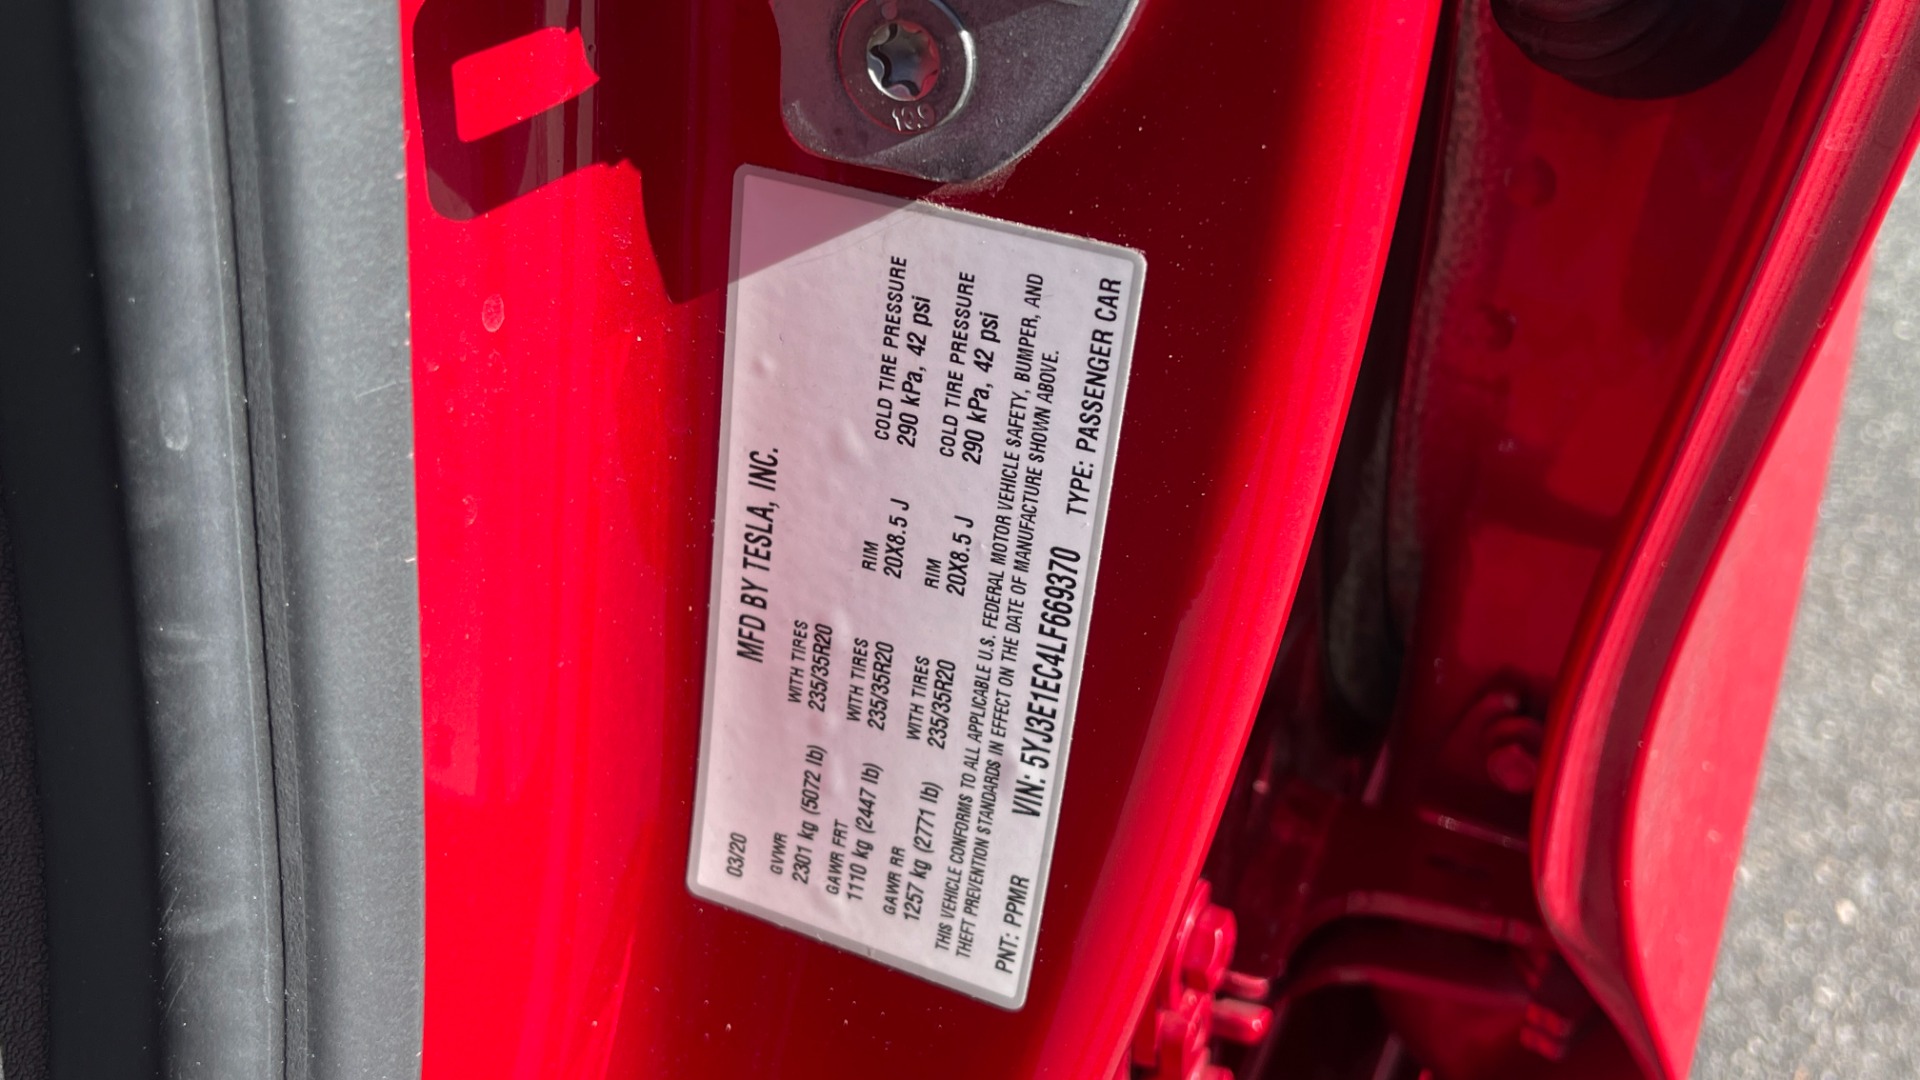 10.9
03/20 MFD BY TESLA, INC.
GVWR WITH TIRES
2301 kg (5072 lb) 235/35R20
GAWR FRT WITH TIRES RIM COLD TIRE PRESSURE
1110 kg (2447 lb) 235/35R20 20X8.5 J 290 kPa, 42 psi
GAWR RR WITH TIRES RIM COLD TIRE PRESSURE
1257 kg (2771 lb) 235/35R20 20X8.5 J 290 kPa, 42 psi
THIS VEHICLE CONFORMS TO ALL APPLICABLE U.S. FEDERAL MOTOR VEHICLE SAFETY, BUMPER, AND
THEFT PREVENTION STANDARDS IN EFFECT ON THE DATE OF MANUFACTURE SHOWN ABOVE.
PNT: PPMR VIN: 5YJ3E1EC4LF669370 TYPE: PASSENGER CAR